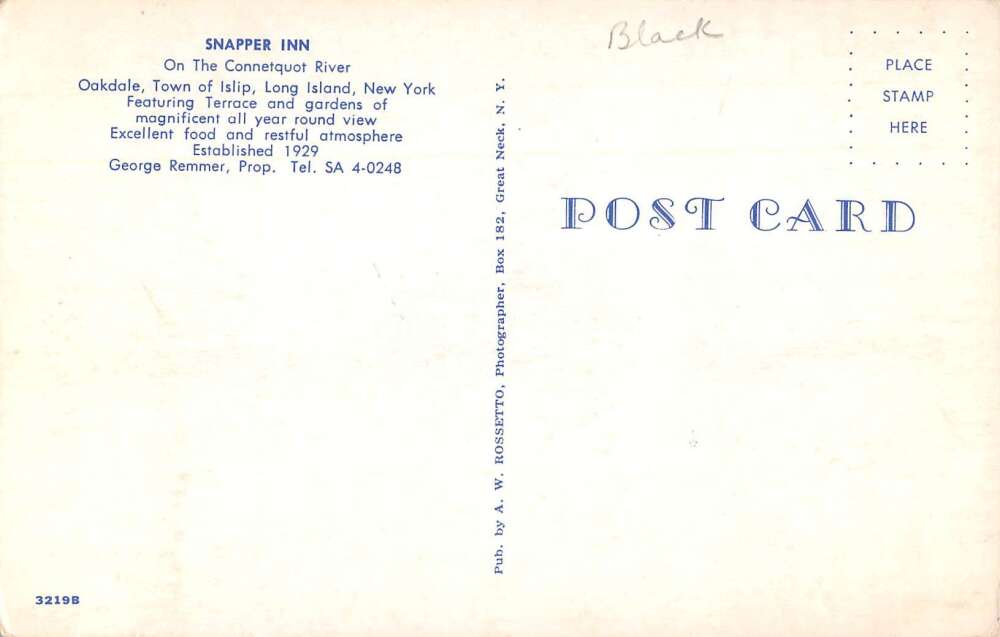 SNAPPER INN
On The Connetquot River
Oakdale, Town of Islip, Long Island, New York
Featuring Terrace and gardens of
magnificent all year round view
Excellent food and restful atmosphere
Established 1929
George Remmer, Prop. Tel. SA 4-0248
3219B
Pub. by A. W. ROSSETTO, Photographer, Box 182, Great Neck, N. Y.
Black
PLACE
STAMP
HERE
POST CARD